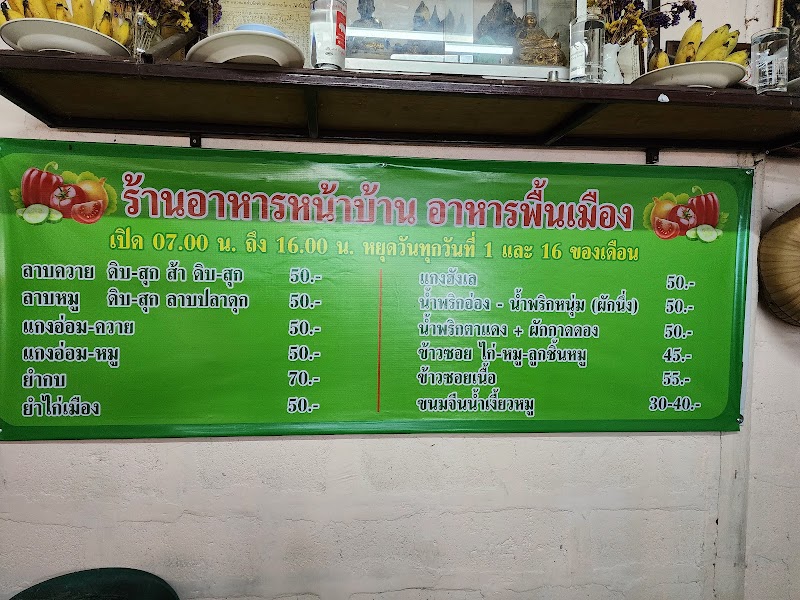 ร้านอาหารหน้าบ้าน อาหารพื้นเมือง
เปิด 07.00 น. ถึง 16.00 น. หยุดวันทุกวันที่ 1 และ 16 ของเดือน
ลาบควาย ดิบ-สุก ส้า ดิบ-สุก 50.-
ลาบหมู ดิบ-สุก ลาบปลาดุก 50.-
แกงอ่อม-ควาย 50.-
แกงอ่อม-หมู 50.-
ยำกบ 70.-
ยำไก่เมือง 50.-
แกงฮังเล 50.-
น้ำพริกอ่อง - น้ำพริกหนุ่ม (ผักนึ่ง) 50.-
น้ำพริกตาแดง + ผักกาดดอง 50.-
ข้าวซอย ไก่-หมู-ลูกชิ้นหมู 45.-
ข้าวซอยเนื้อ 55.-
ขนมจีนน้ำเงี้ยวหมู 30-40.-